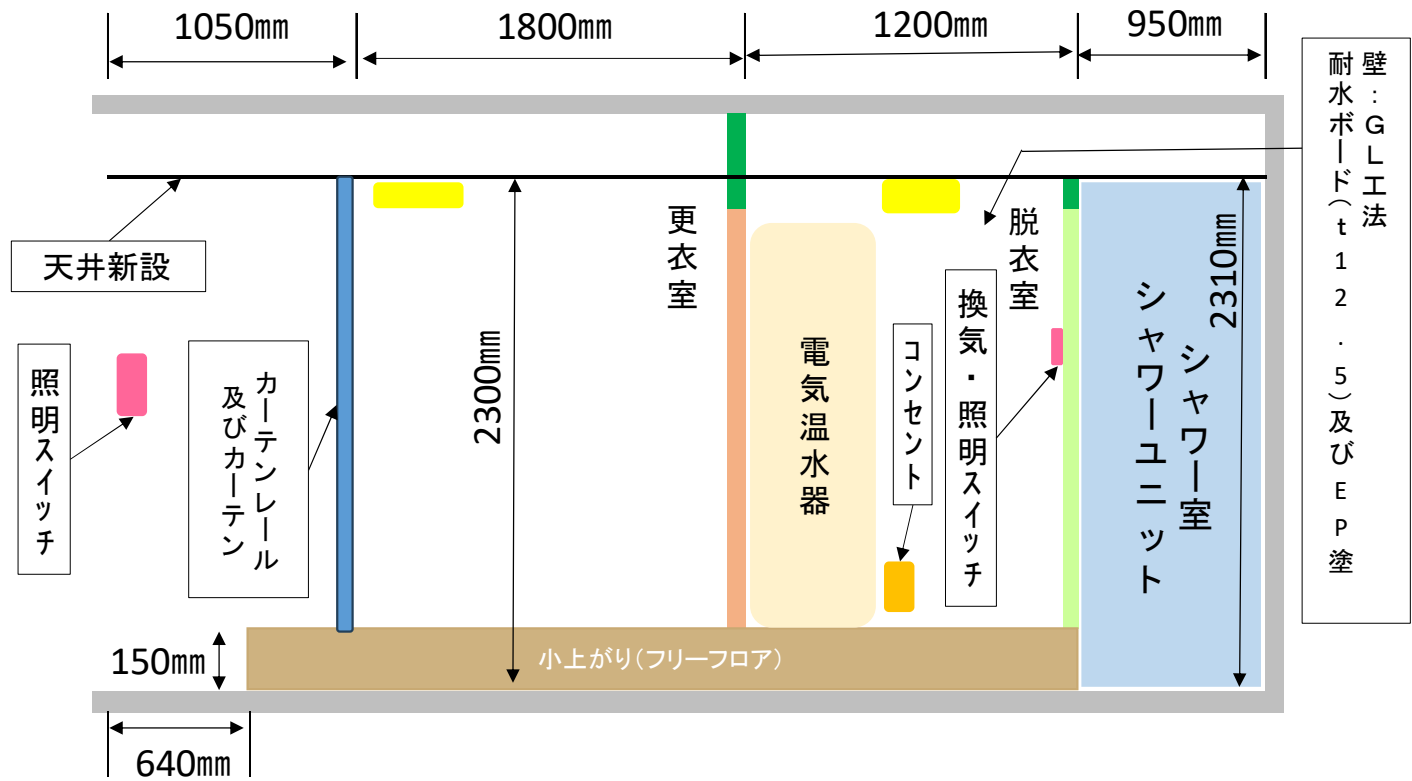 1050㎜
1800㎜
1200㎜
950㎜
壁：ＧＬ工法
耐水ボード（ｔ１２．５）及びＥＰ塗
天井新設
更衣室
脱衣室
2310㎜
照明スイッチ
カーテンレール
及びカーテン
2300㎜
電気温水器
コンセント
換気・照明スイッチ
シャワー室
シャワーユニット
150㎜
小上がり（フリーフロア）
640㎜